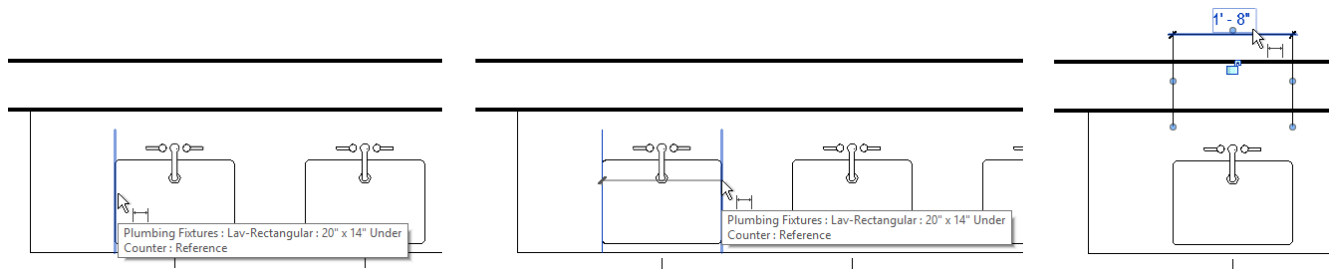 Plumbing Fixtures : Lav-Rectangular : 20" x 14" Under
Counter : Reference
Plumbing Fixtures : Lav-Rectangular : 20" x 14" Under
Counter : Reference
1' - 8"